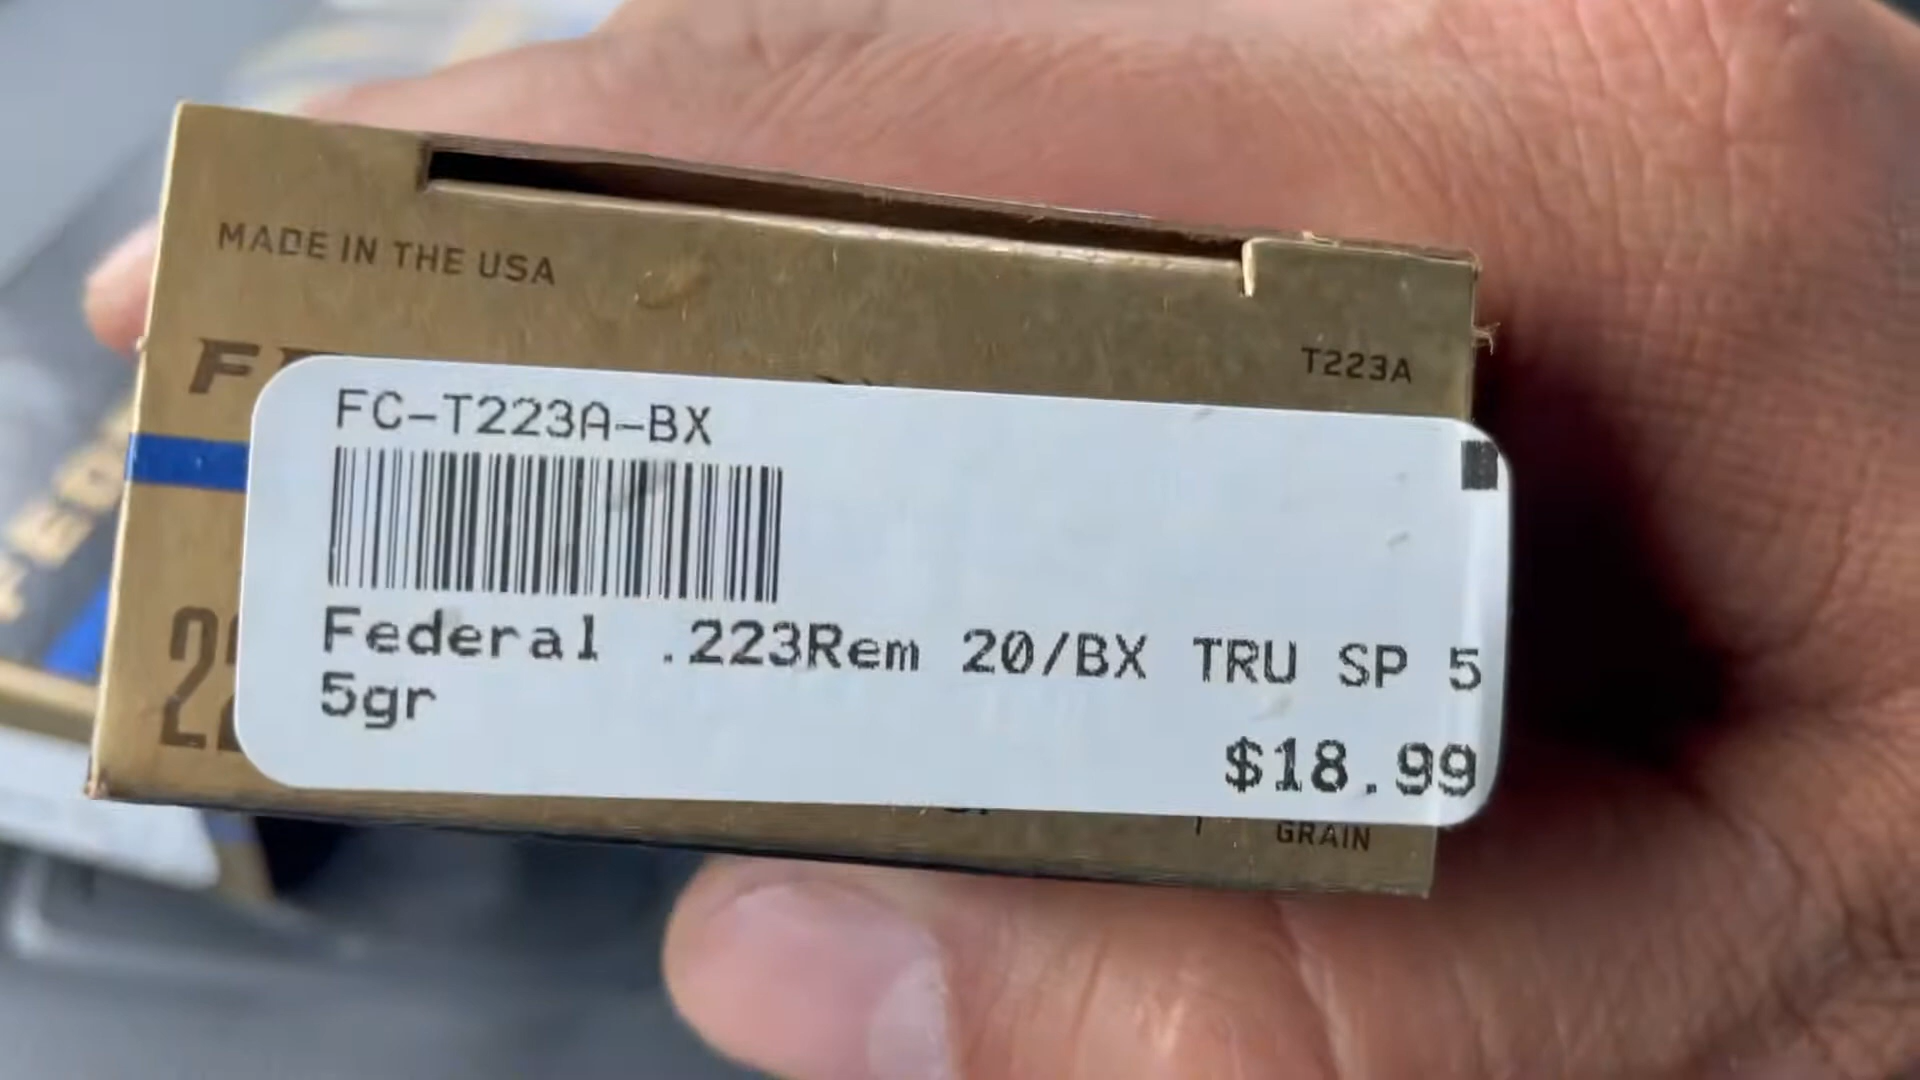 MADE IN THE USA
T223A
FC-T223A-BX
Federal .223Rem 20/BX TRU SP 5
5gr
$18.99
GRAIN